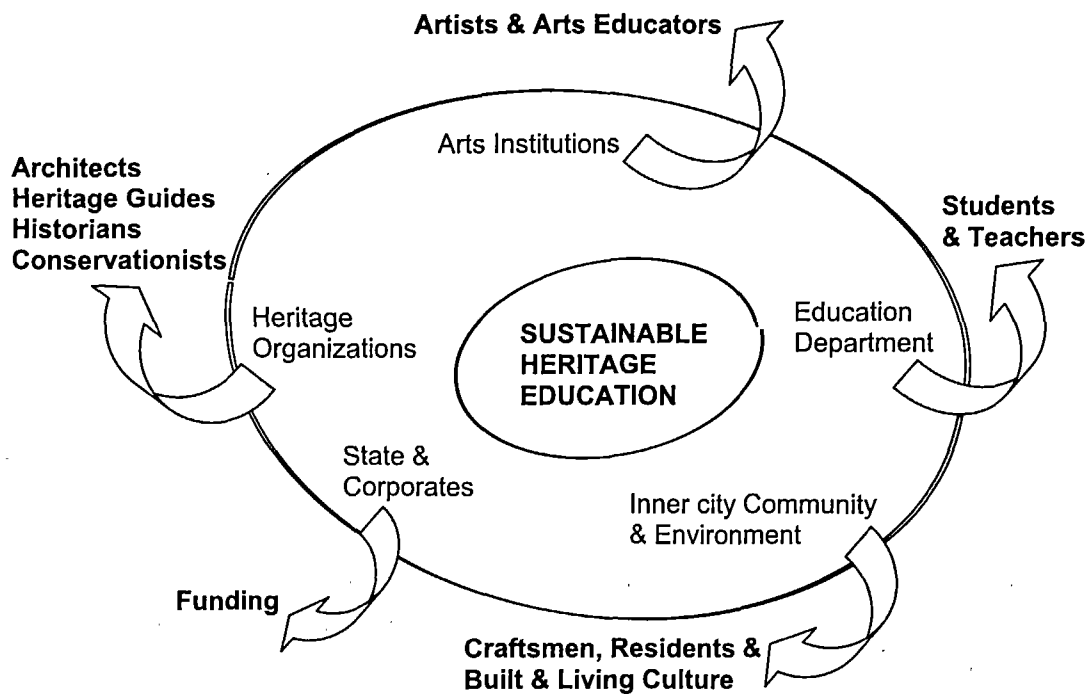 Artists & Arts Educators
Arts Institutions
Architects
Heritage Guides
Historians
Conservationists
Students
& Teachers
Heritage
Organizations
SUSTAINABLE
HERITAGE
EDUCATION
Education
Department
State &
Corporates
Inner city Community
& Environment
Funding
Craftsmen, Residents &
Built & Living Culture